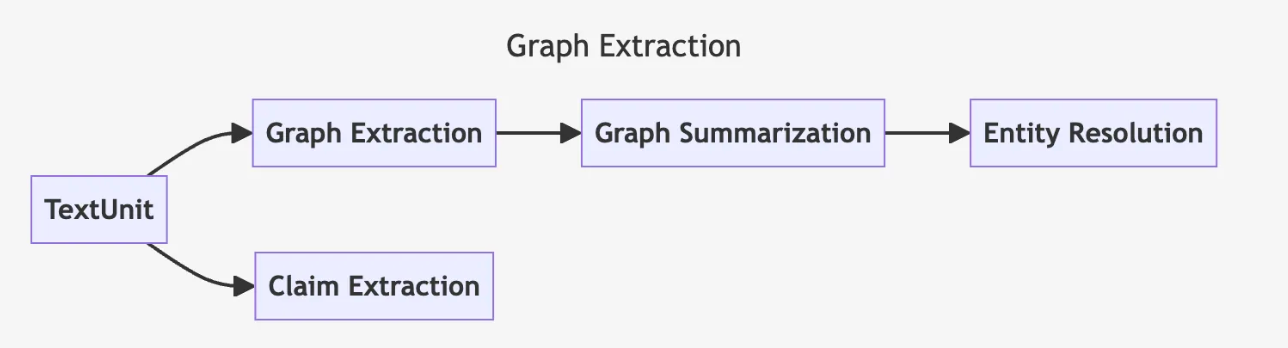 Graph Extraction
Graph Extraction
Graph Summarization
Entity Resolution
TextUnit
Claim Extraction